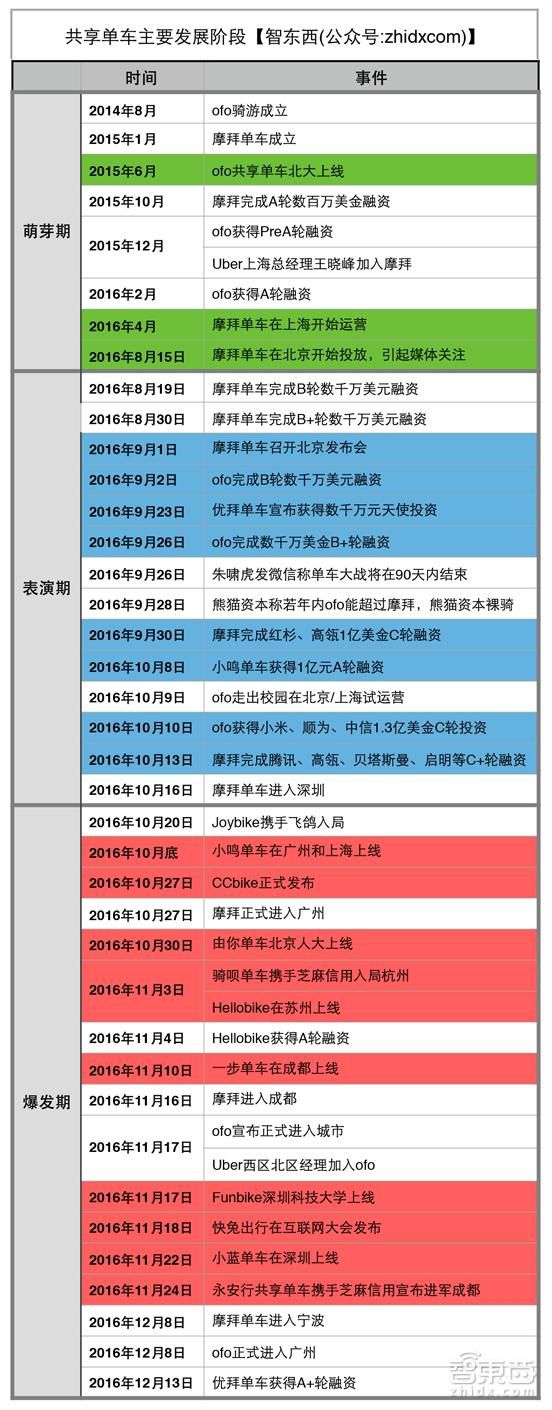 共享单车主要发展阶段【智东西(公众号:zhidxcom)】
时间 事件
萌芽期
2014年8月 ofo骑游成立
2015年1月 摩拜单车成立
2015年6月 ofo共享单车北大上线
2015年10月 摩拜完成A轮数百万美金融资
2015年12月 ofo获得PreA轮融资
Uber上海总经理王晓峰加入摩拜
2016年2月 ofo获得A轮融资
2016年4月 摩拜单车在上海开始运营
2016年8月15日 摩拜单车在北京开始投放，引起媒体关注
表演期
2016年8月19日 摩拜单车完成B轮数千万美元融资
2016年8月30日 摩拜单车完成B+轮数千万美元融资
2016年9月1日 摩拜单车召开北京发布会
2016年9月2日 ofo完成B轮数千万美元融资
2016年9月23日 优拜单车宣布获得数千万元天使投资
2016年9月26日 ofo完成数千万美金B+轮融资
2016年9月26日 朱啸虎发微信称单车大战将在90天内结束
2016年9月28日 熊猫资本称若年内ofo能超过摩拜，熊猫资本裸骑
2016年9月30日 摩拜完成红杉、高瓴1亿美金C轮融资
2016年10月8日 小鸣单车获得1亿元A轮融资
2016年10月9日 ofo走出校园在北京/上海试运营
2016年10月10日 ofo获得小米、顺为、中信1.3亿美金C轮投资
2016年10月13日 摩拜完成腾讯、高瓴、贝塔斯曼、启明等C+轮融资
2016年10月16日 摩拜单车进入深圳
爆发期
2016年10月20日 Joybike携手飞鸽入局
2016年10月底 小鸣单车在广州和上海上线
2016年10月27日 CCbike正式发布
2016年10月27日 摩拜正式进入广州
2016年10月30日 由你单车北京人大上线
2016年11月3日 骑呗单车携手芝麻信用入局杭州
Hellobike在苏州上线
2016年11月4日 Hellobike获得A轮融资
2016年11月10日 一步单车在成都上线
2016年11月16日 摩拜进入成都
2016年11月17日 ofo宣布正式进入城市
Uber西区北区经理加入ofo
2016年11月17日 Funbike深圳科技大学上线
2016年11月18日 快兔出行在互联网大会发布
2016年11月22日 小蓝单车在深圳上线
2016年11月24日 永安行共享单车携手芝麻信用宣布进军成都
2016年12月8日 摩拜单车进入宁波
2016年12月8日 ofo正式进入广州
2016年12月13日 优拜单车获得A+轮融资
智東西
zhidx.com